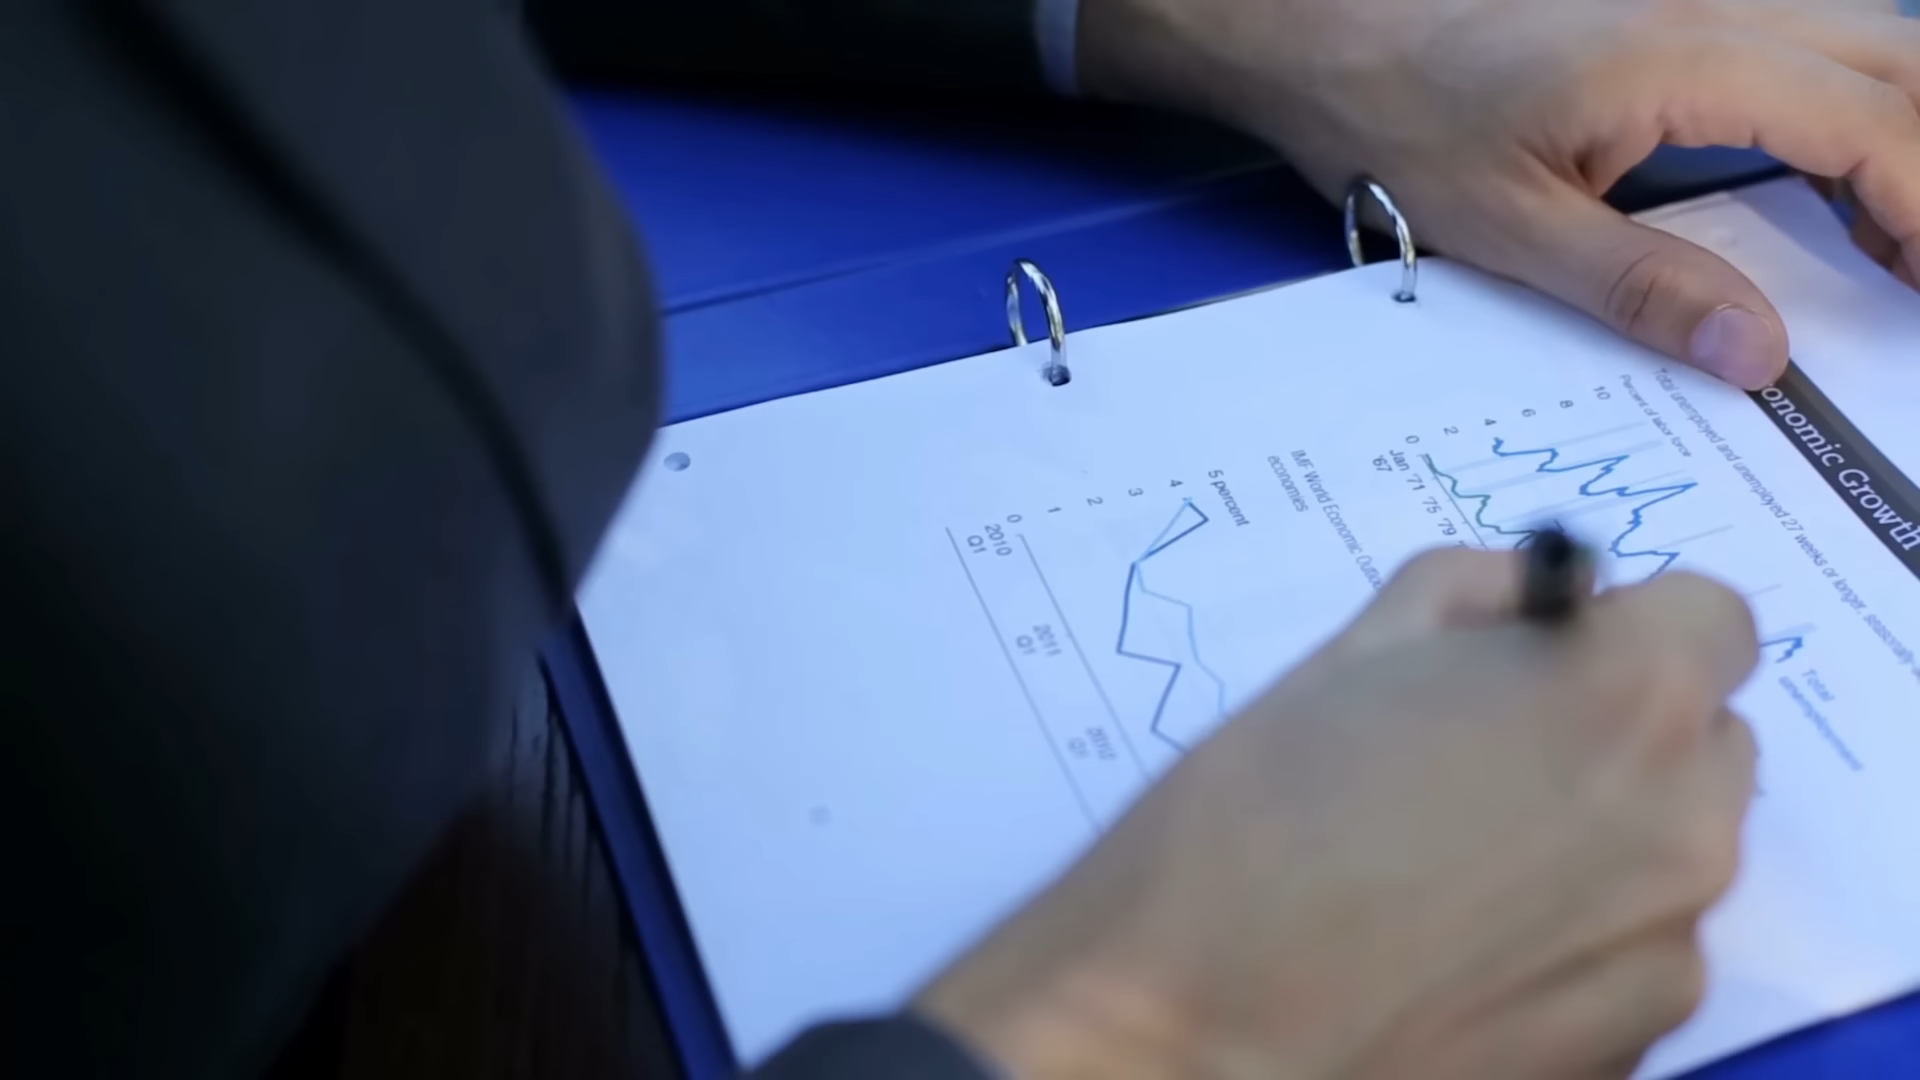 onomic Growth
Total unemployed and unemployed 27 weeks or longer, seasonally
Percent of labor force
10
8
6
4
2
0
Jan '71 '75 '79
'67
Total
unemployment
IMF World Economic Outlo
economies
5 percent
4
3
2
1
0
2010 2011 2012
Q1 Q1 Q1